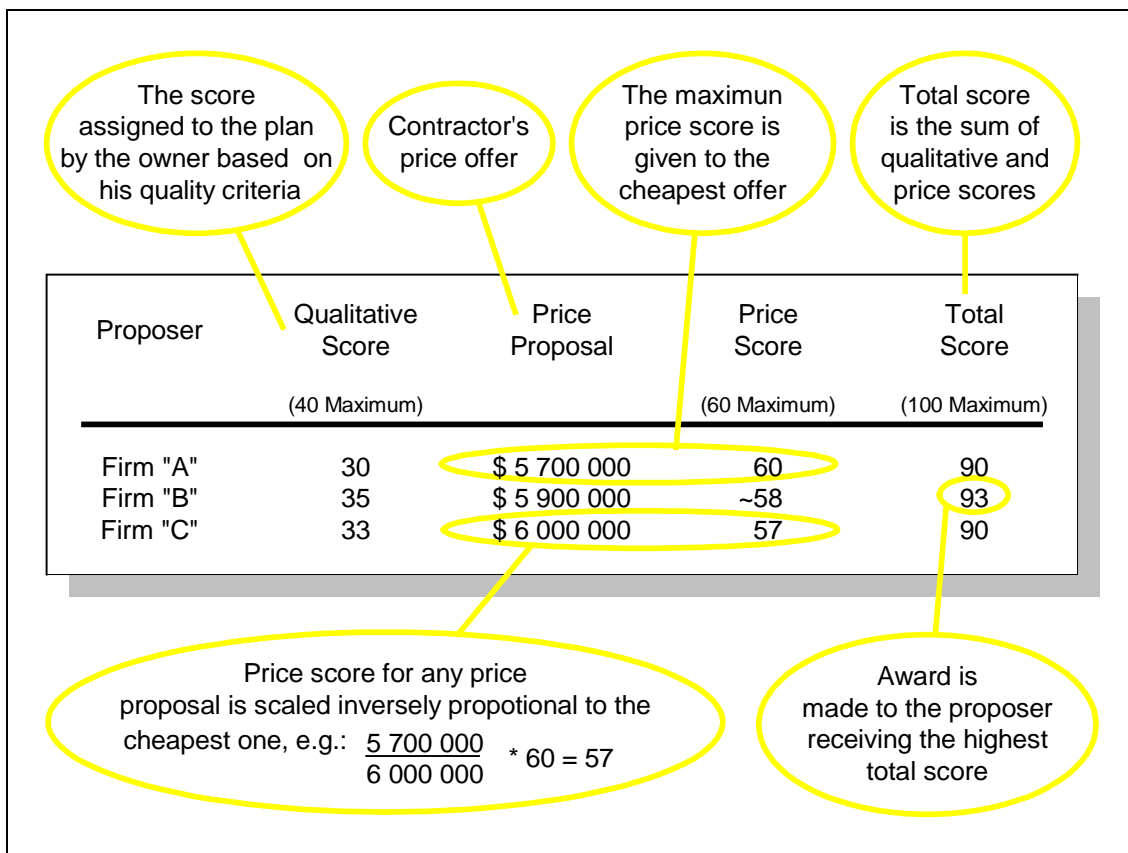 The score
assigned to the plan
by the owner based on
his quality criteria
Contractor's
price offer
The maximun
price score is
given to the
cheapest offer
Total score
is the sum of
qualitative and
price scores
Proposer
Qualitative
Score
Price
Proposal
Price
Score
Total
Score
(40 Maximum) (60 Maximum) (100 Maximum)
Firm "A" 30 $ 5 700 000 60 90
Firm "B" 35 $ 5 900 000 ~58 93
Firm "C" 33 $ 6 000 000 57 90
Price score for any price
proposal is scaled inversely propotional to the
cheapest one, e.g.: 5 700 000
6 000 000 * 60 = 57
Award is
made to the proposer
receiving the highest
total score